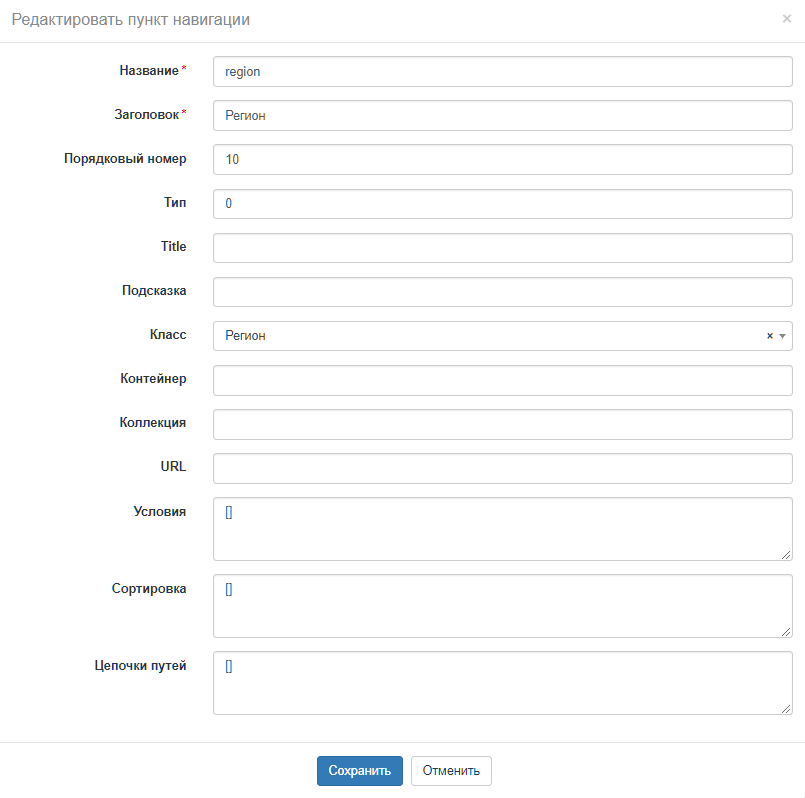 Редактировать пункт навигации ×
Название* region
Заголовок* Регион
Порядковый номер 10
Тип 0
Title
Подсказка
Класс Регион ×
Контейнер
Коллекция
URL
Условия []
Сортировка []
Цепочки путей []
Сохранить Отменить